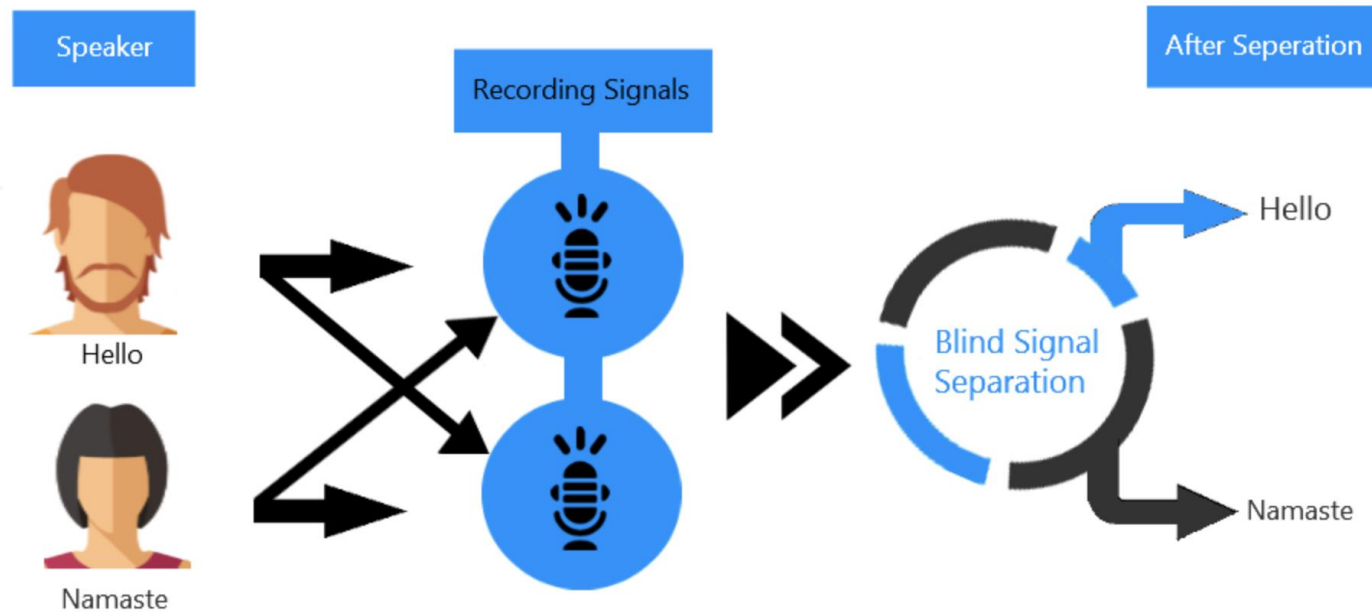 Speaker
Recording Signals
After Seperation
Hello
Namaste
Blind Signal
Separation
Hello
Namaste